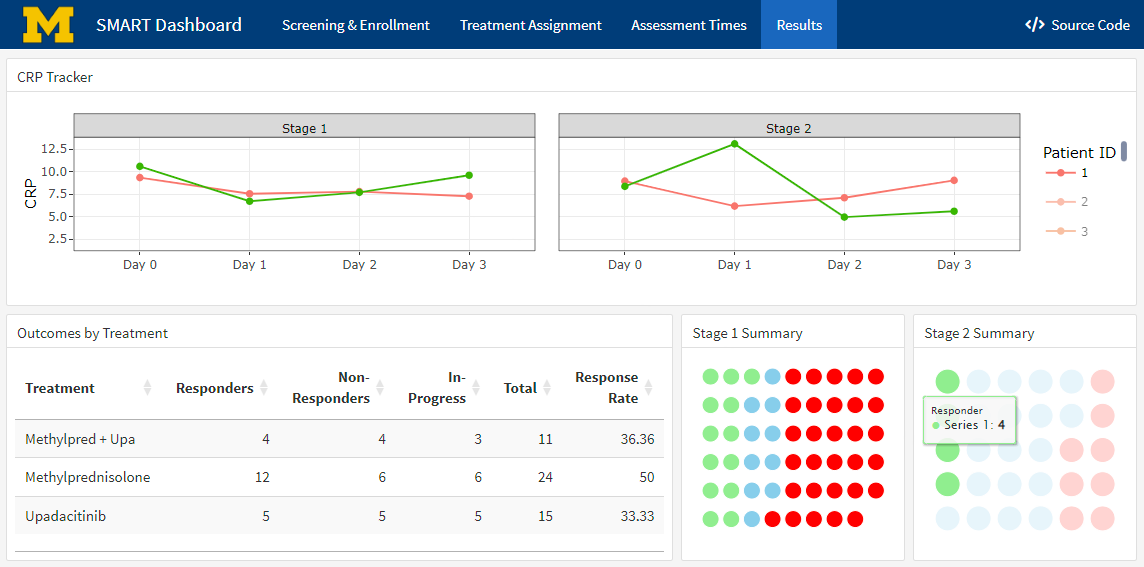 M SMART Dashboard Screening & Enrollment Treatment Assignment Assessment Times Results </> Source Code
CRP Tracker
Stage 1 Stage 2
CRP
12.5
10.0
7.5
5.0
2.5
Day 0 Day 1 Day 2 Day 3 Day 0 Day 1 Day 2 Day 3
Patient ID
1
2
3
Outcomes by Treatment
Treatment Responders Non-Responders In-Progress Total Response Rate
Methylpred + Upa 4 4 3 11 36.36
Methylprednisolone 12 6 6 24 50
Upadacitinib 5 5 5 15 33.33
Stage 1 Summary
Stage 2 Summary
Responder
Series 1: 4